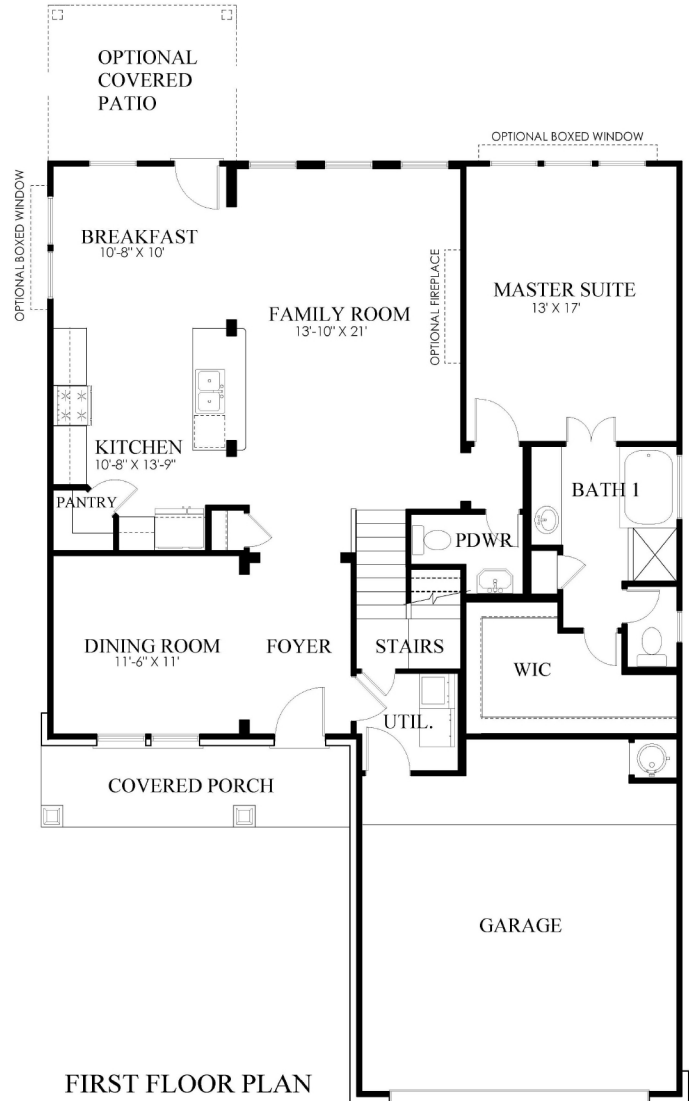 OPTIONAL
COVERED
PATIO
OPTIONAL BOXED WINDOW
OPTIONAL BOXED WINDOW
BREAKFAST
10'-8" X 10'
FAMILY ROOM
13'-10" X 21'
OPTIONAL FIREPLACE
MASTER SUITE
13' X 17'
KITCHEN
10'-8" X 13'-9"
PANTRY
BATH 1
PDWR
DINING ROOM
11'-6" X 11'
FOYER
STAIRS
WIC
UTIL.
COVERED PORCH
GARAGE
FIRST FLOOR PLAN